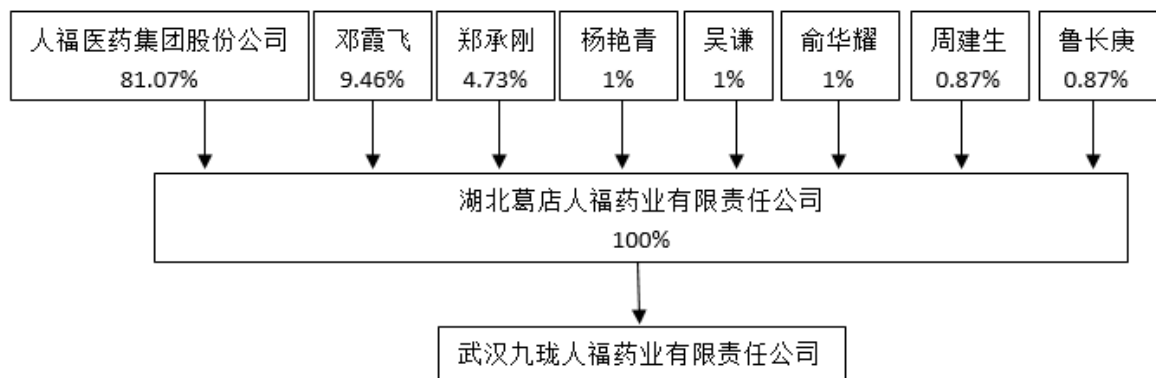 人福医药集团股份公司
81.07%
邓霞飞
9.46%
郑承刚
4.73%
杨艳青
1%
吴谦
1%
俞华耀
1%
周建生
0.87%
鲁长庚
0.87%
湖北葛店人福药业有限责任公司
100%
武汉九珑人福药业有限责任公司